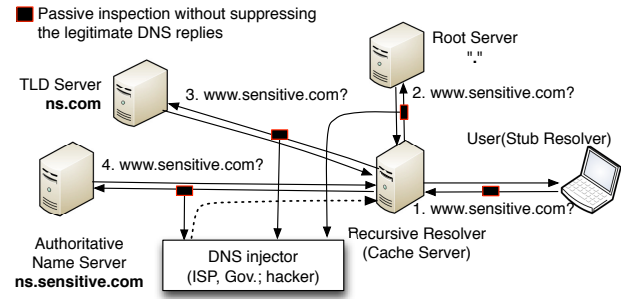 Passive inspection without suppressing
the legitimate DNS replies
Root Server
"."
TLD Server
ns.com
3. www.sensitive.com?
2. www.sensitive.com?
User(Stub Resolver)
4. www.sensitive.com?
1. www.sensitive.com?
Recursive Resolver
(Cache Server)
Authoritative
Name Server
ns.sensitive.com
DNS injector
(ISP, Gov.; hacker)